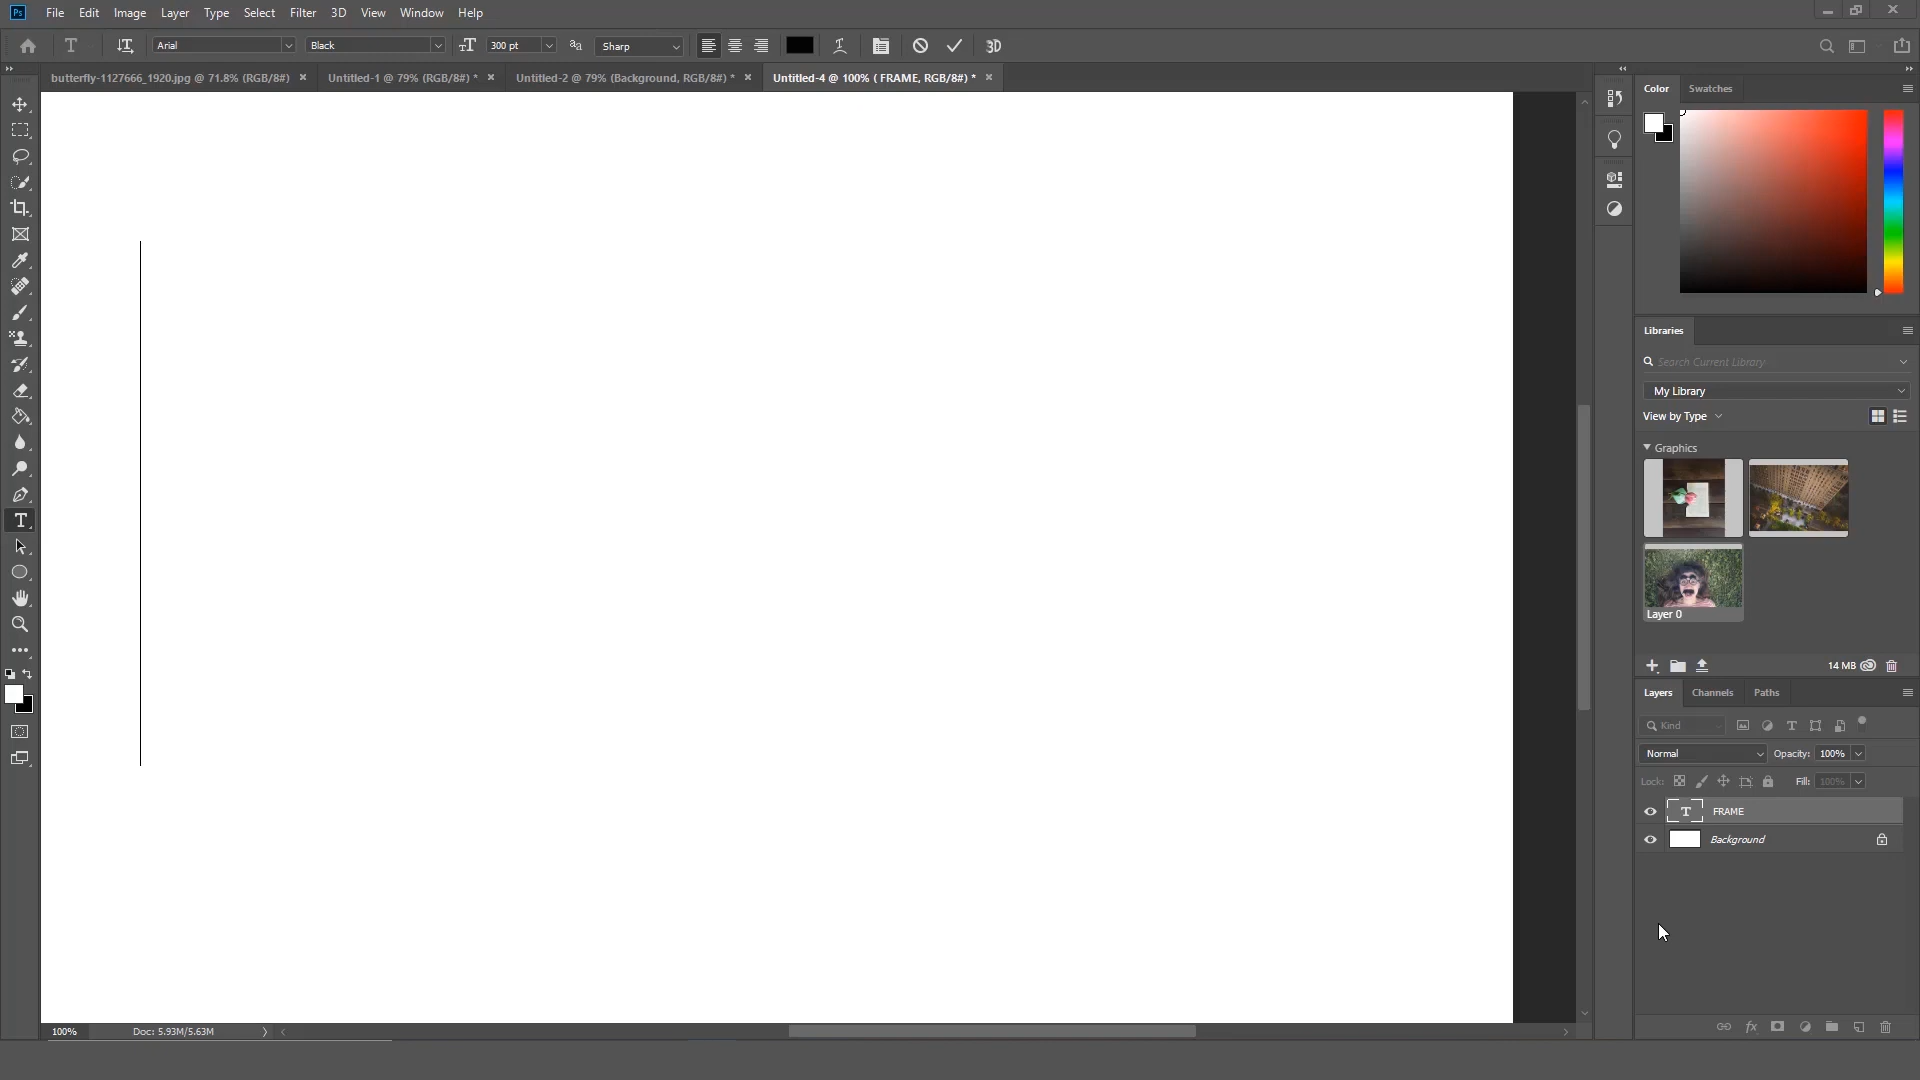 Ps File Edit Image Layer Type Select Filter 3D View Window Help
T Arial Black 300 pt aa Sharp 3D
butterfly-1127666_1920.jpg @ 71.8% (RGB/8#) × Untitled-1 @ 79% (RGB/8#) * × Untitled-2 @ 79% (Background, RGB/8#) * × Untitled-4 @ 100% ( FRAME, RGB/8#) * ×
Color Swatches
Libraries
Search Current Library
My Library
View by Type
Graphics
Layer 0
14 MB
Layers Channels Paths
Kind
Normal Opacity: 100%
Lock: Fill: 100%
T FRAME
Background
fx
100% Doc: 5.93M/5.63M